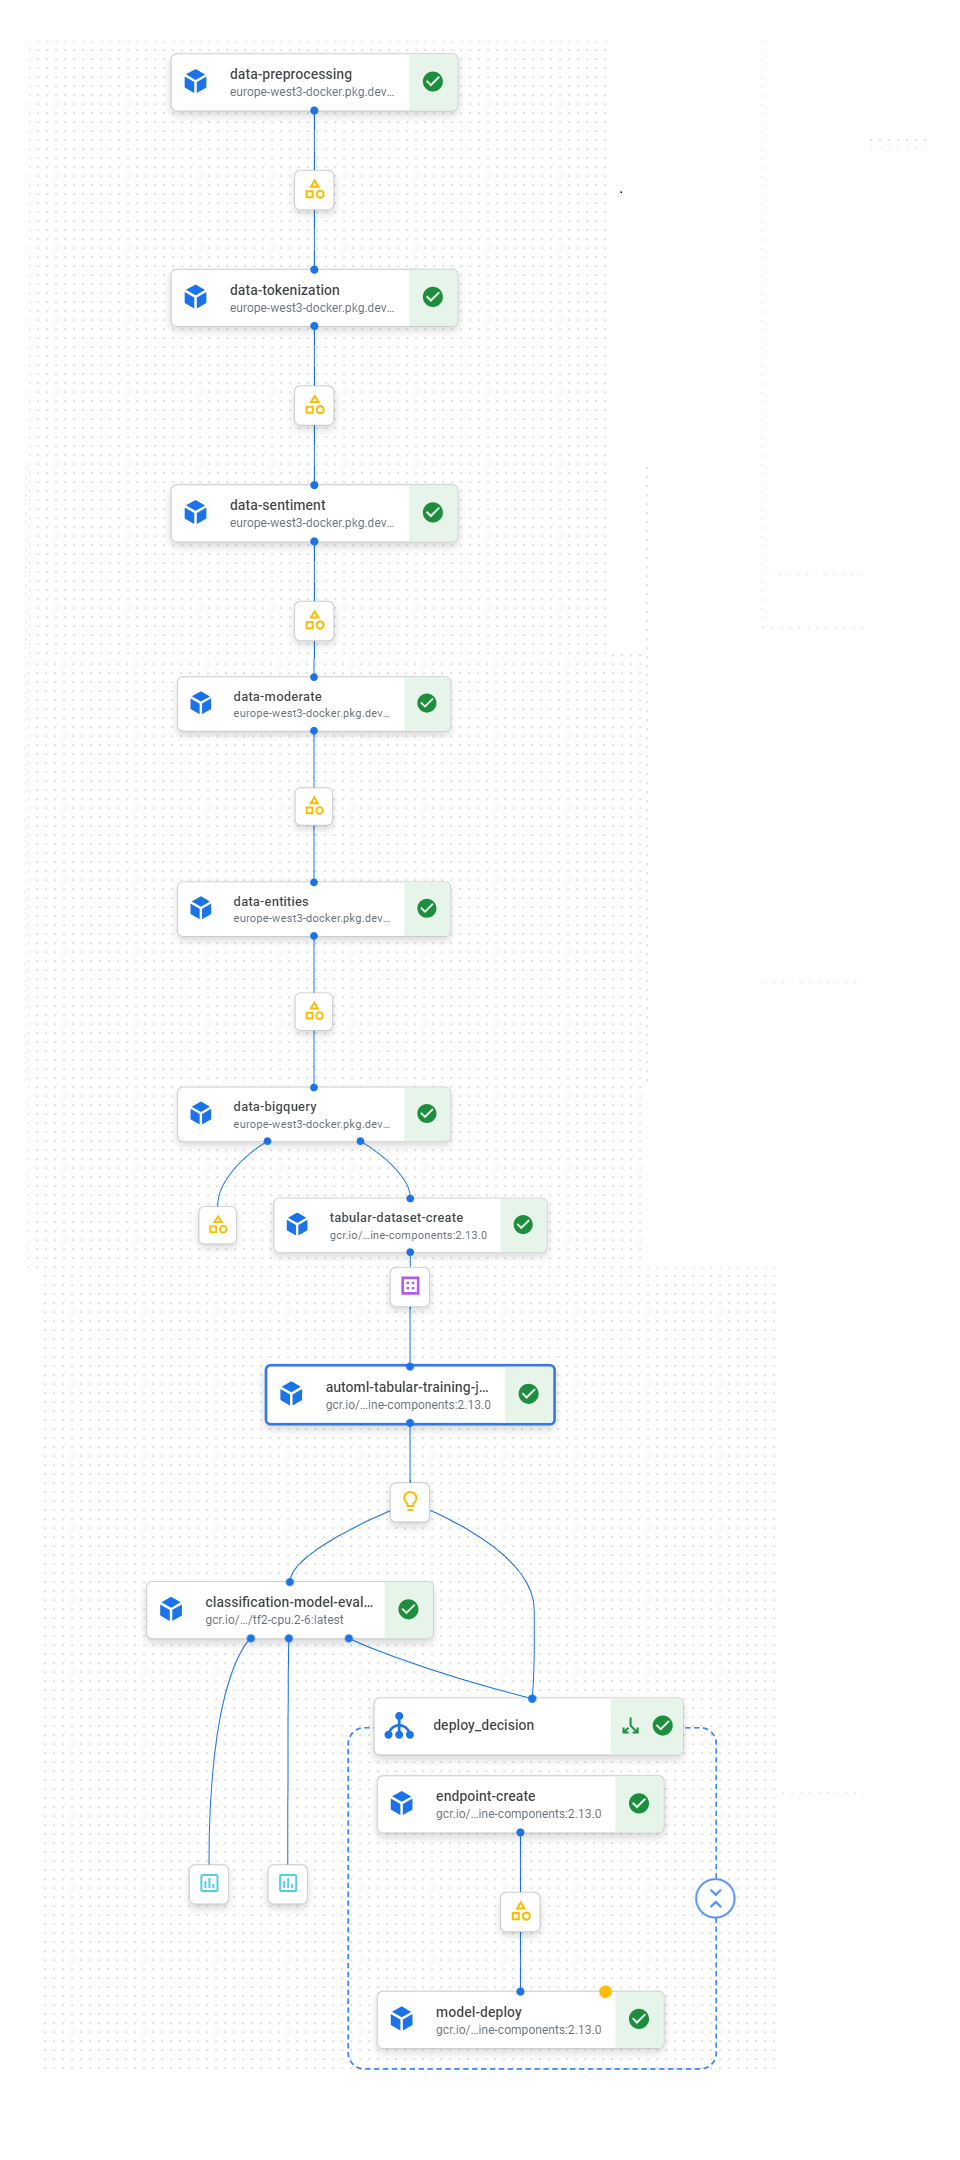 data-preprocessing
europe-west3-docker.pkg.dev...
data-tokenization
europe-west3-docker.pkg.dev...
data-sentiment
europe-west3-docker.pkg.dev...
data-moderate
europe-west3-docker.pkg.dev...
data-entities
europe-west3-docker.pkg.dev...
data-bigquery
europe-west3-docker.pkg.dev...
tabular-dataset-create
gcr.io/...ine-components:2.13.0
automl-tabular-training-j...
gcr.io/...ine-components:2.13.0
classification-model-eval...
gcr.io/.../tf2-cpu.2-6:latest
deploy_decision
endpoint-create
gcr.io/...ine-components:2.13.0
model-deploy
gcr.io/...ine-components:2.13.0